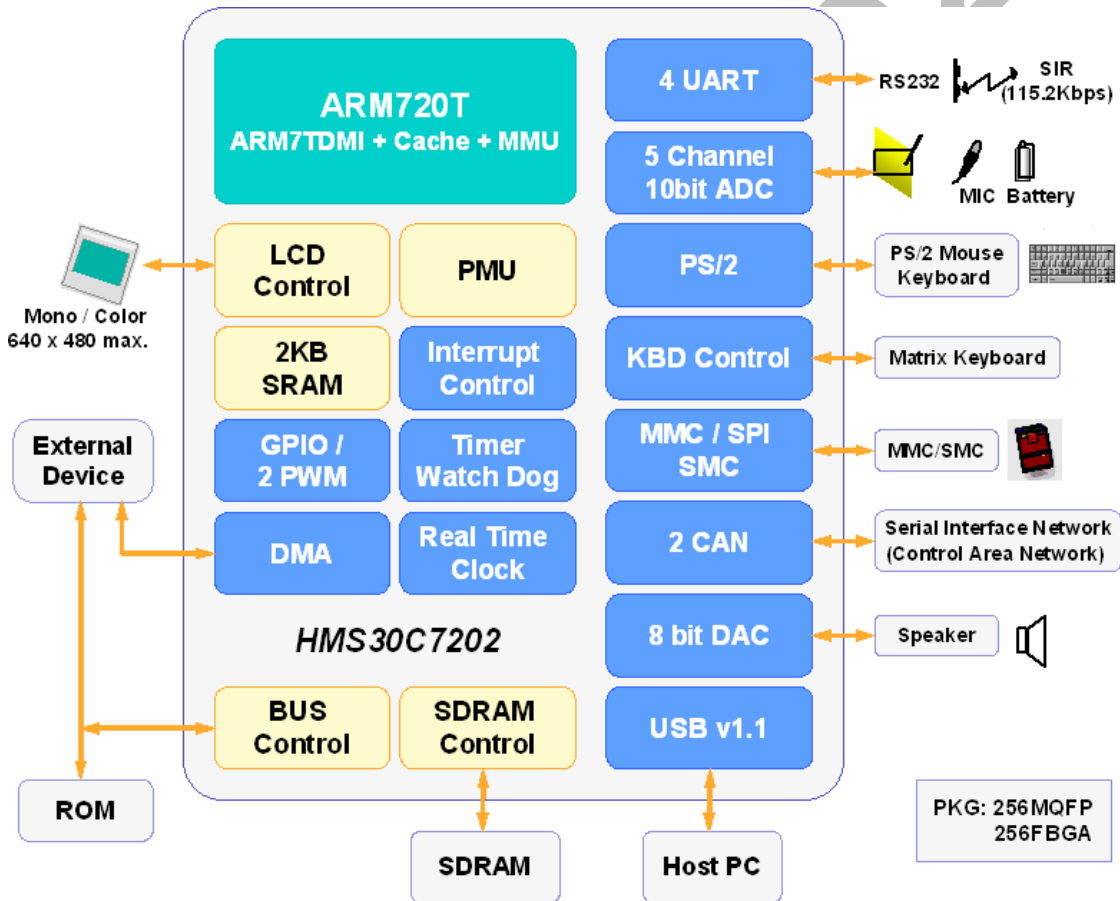 ARM720T
ARM7TDMI + Cache + MMU
4 UART
RS232
SIR
(115.2Kbps)
5 Channel
10bit ADC
MIC
Battery
LCD
Control
PMU
PS/2
PS/2 Mouse
Keyboard
Mono / Color
640 x 480 max.
2KB
SRAM
Interrupt
Control
KBD Control
Matrix Keyboard
External
Device
GPIO /
2 PWM
Timer
Watch Dog
MMC / SPI
SMC
MMC/SMC
DMA
Real Time
Clock
2 CAN
Serial Interface Network
(Control Area Network)
HMS30C7202
8 bit DAC
Speaker
BUS
Control
SDRAM
Control
USB v1.1
ROM
SDRAM
Host PC
PKG: 256MQFP
256FBGA